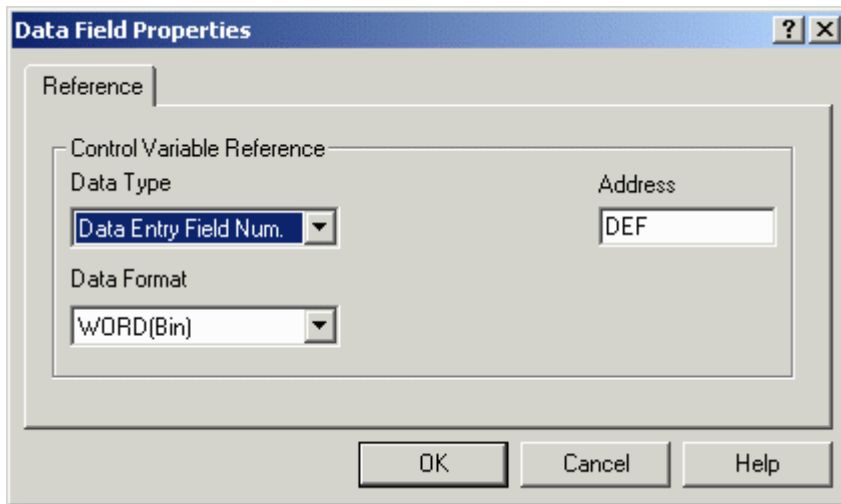 Data Field Properties
Reference
Control Variable Reference
Data Type
Address
Data Entry Field Num.
DEF
Data Format
WORD(Bin)
OK
Cancel
Help